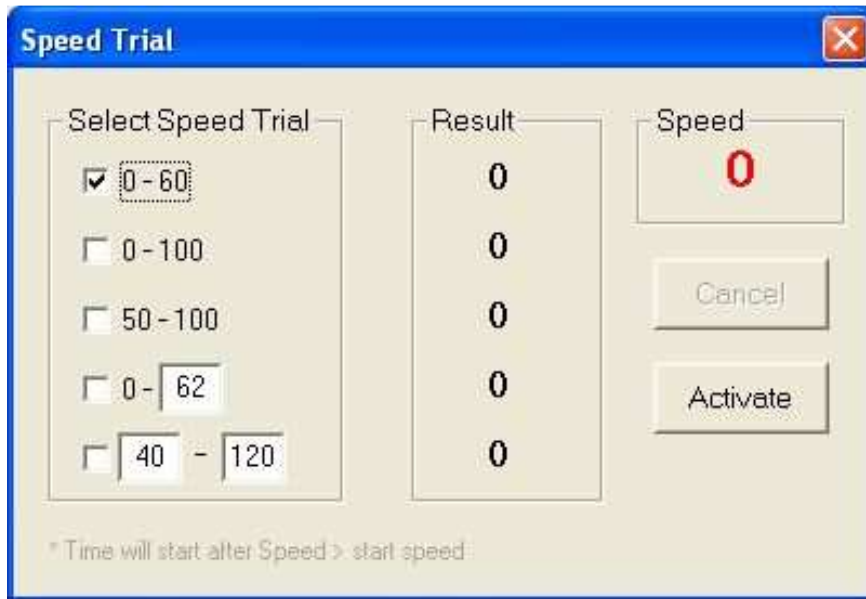 Speed Trial
Select Speed Trial Result Speed
0 - 60 0 0
0 - 100 0
Cancel
50 - 100 0
0 - 62 0
Activate
40 - 120 0
* Time will start after Speed > start speed